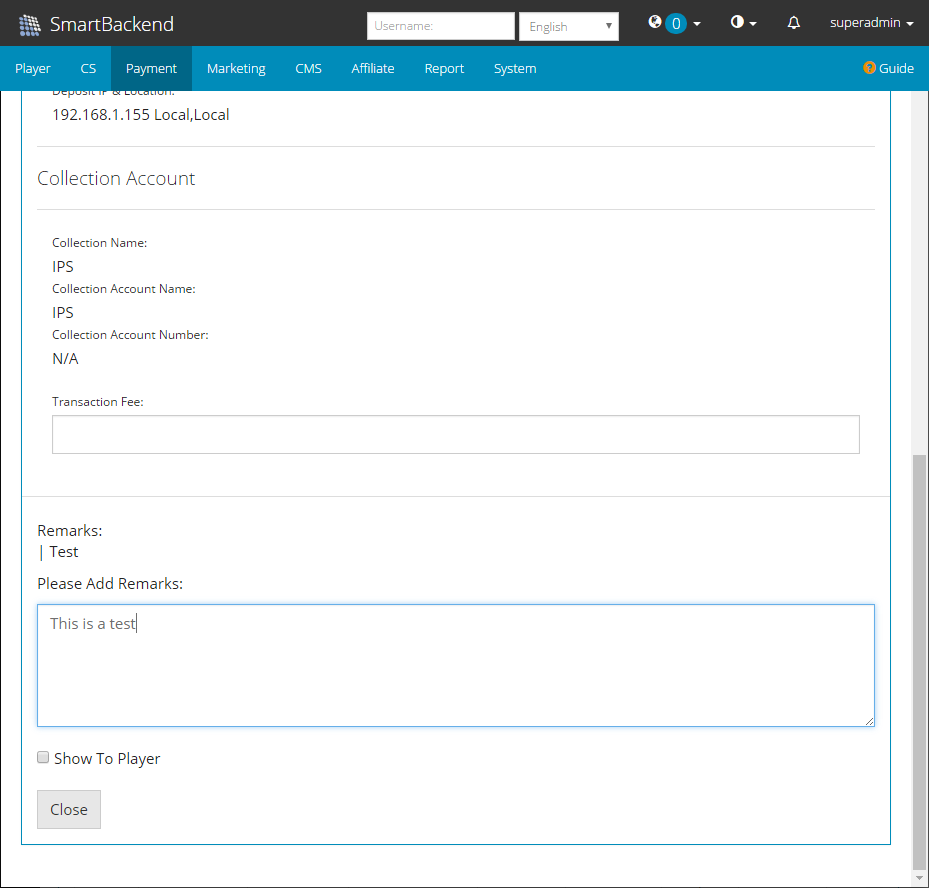 SmartBackend
Username:
English
0
superadmin
Player CS Payment Marketing CMS Affiliate Report System
Guide
Deposit IP & Location:
192.168.1.155 Local,Local
Collection Account
Collection Name:
IPS
Collection Account Name:
IPS
Collection Account Number:
N/A
Transaction Fee:
Remarks:
| Test
Please Add Remarks:
This is a test
Show To Player
Close